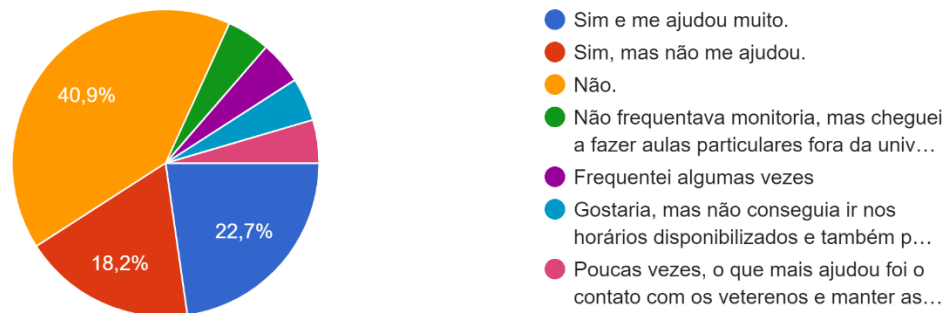 40,9%
18,2%
22,7%
Sim e me ajudou muito.
Sim, mas não me ajudou.
Não.
Não frequentava monitoria, mas cheguei
a fazer aulas particulares fora da univ…
Frequentei algumas vezes
Gostaria, mas não conseguia ir nos
horários disponibilizados e também p…
Poucas vezes, o que mais ajudou foi o
contato com os veterenos e manter as…